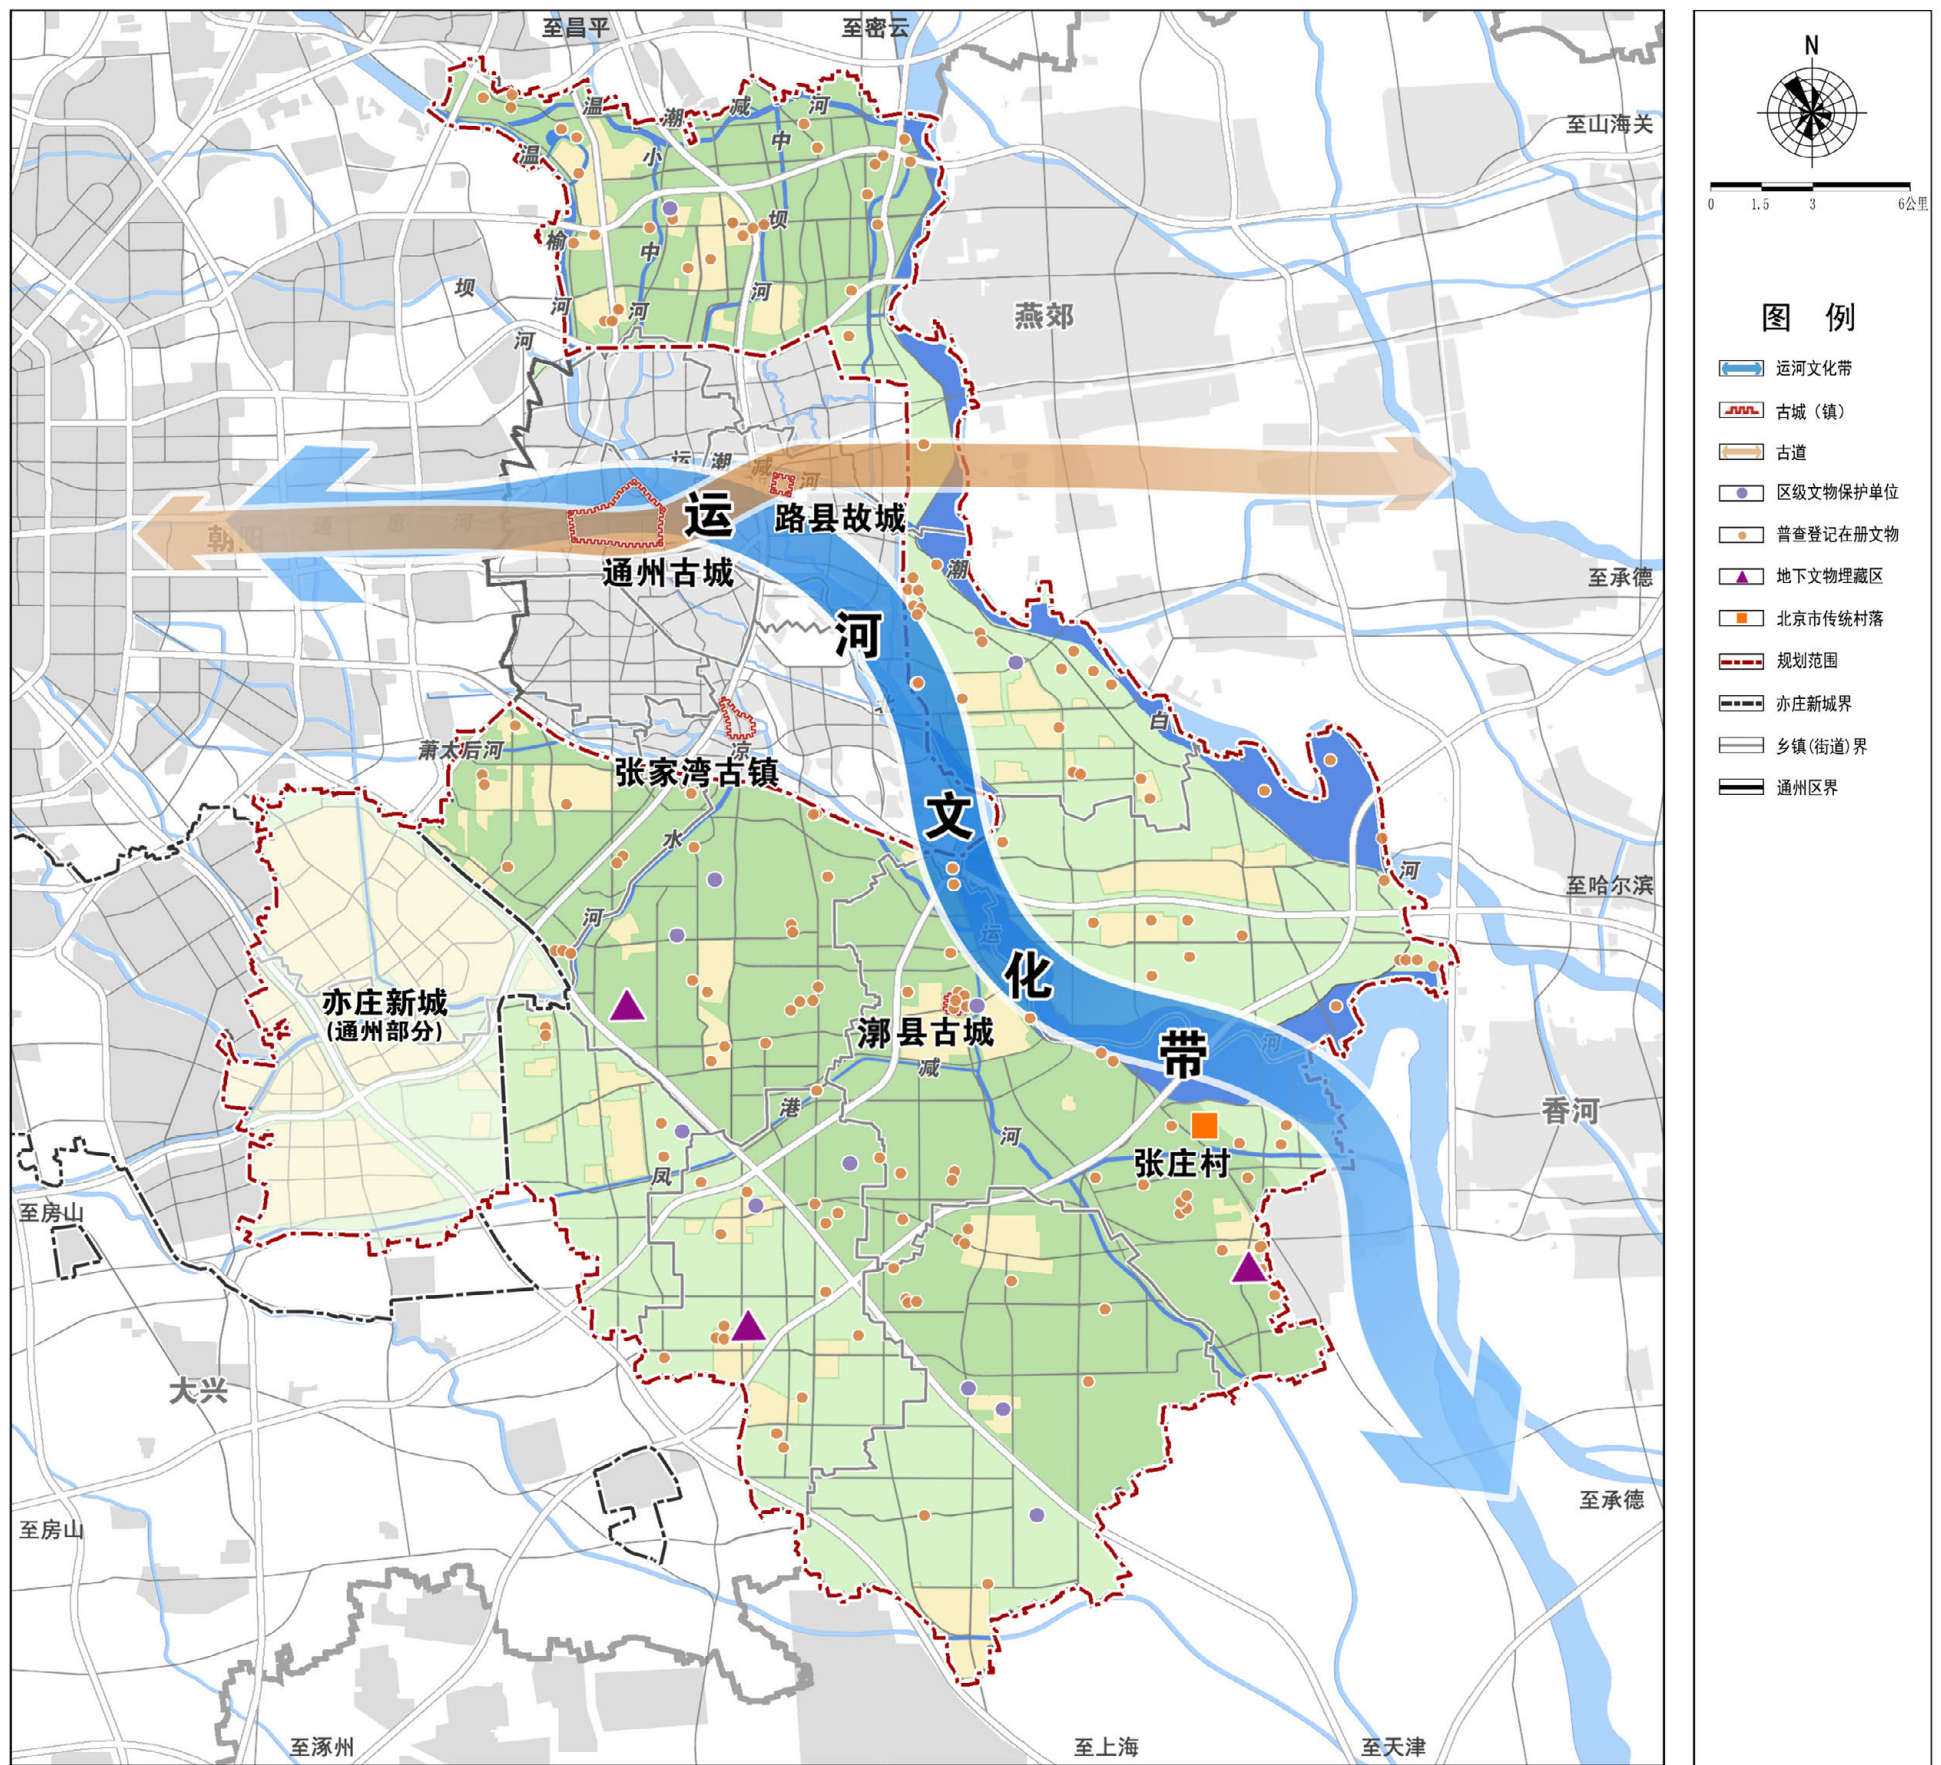 至昌平
至密云
温
潮
减
河
温
小
中
榆
中
坝
河
河
河
坝
河
至山海关
燕郊
运
潮
减
河
朝阳
通
惠
河
运
路县故城
通州古城
河
潮
至承德
白
萧太后河
凉
张家湾古镇
文
水
河
至哈尔滨
河
运
化
亦庄新城
(通州部分)
漷县古城
带
河
减
港
河
香河
凤
张庄村
至房山
大兴
至房山
至承德
至涿州
至上海
至天津
N
0
1.5
3
6公里
图 例
运河文化带
古城（镇）
古道
区级文物保护单位
普查登记在册文物
地下文物埋藏区
北京市传统村落
规划范围
亦庄新城界
乡镇(街道)界
通州区界